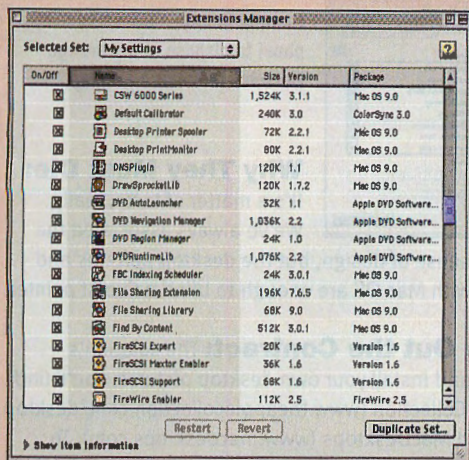 Extensions Manager
Selected Set: My Settings
On/Off Name Size Version Package
CSW 6000 Series 1,524K 3.1.1 Mac OS 9.0
Default Calibrator 240K 3.0 ColorSync 3.0
Desktop Printer Spooler 72K 2.2.1 Mac OS 9.0
Desktop PrintMonitor 80K 2.2.1 Mac OS 9.0
DNSPlugin 120K 1.1 Mac OS 9.0
DrawSprocketLib 120K 1.7.2 Mac OS 9.0
DVD AutoLauncher 32K 1.1 Apple DVD Software...
DVD Navigation Manager 1,036K 2.2 Apple DVD Software...
DVD Region Manager 24K 1.0 Apple DVD Software...
DVDRuntimeLib 1,076K 2.2 Apple DVD Software...
FBC Indexing Scheduler 24K 3.0.1 Mac OS 9.0
File Sharing Extension 196K 7.6.5 Mac OS 9.0
File Sharing Library 68K 9.0 Mac OS 9.0
Find By Content 512K 3.0.1 Mac OS 9.0
FireSCSI Expert 20K 1.6 Version 1.6
FireSCSI Maxtor Enabler 36K 1.6 Version 1.6
FireSCSI Support 68K 1.6 Version 1.6
FireWire Enabler 112K 2.5 FireWire 2.5
Restart Revert Duplicate Set...
Show Item Information